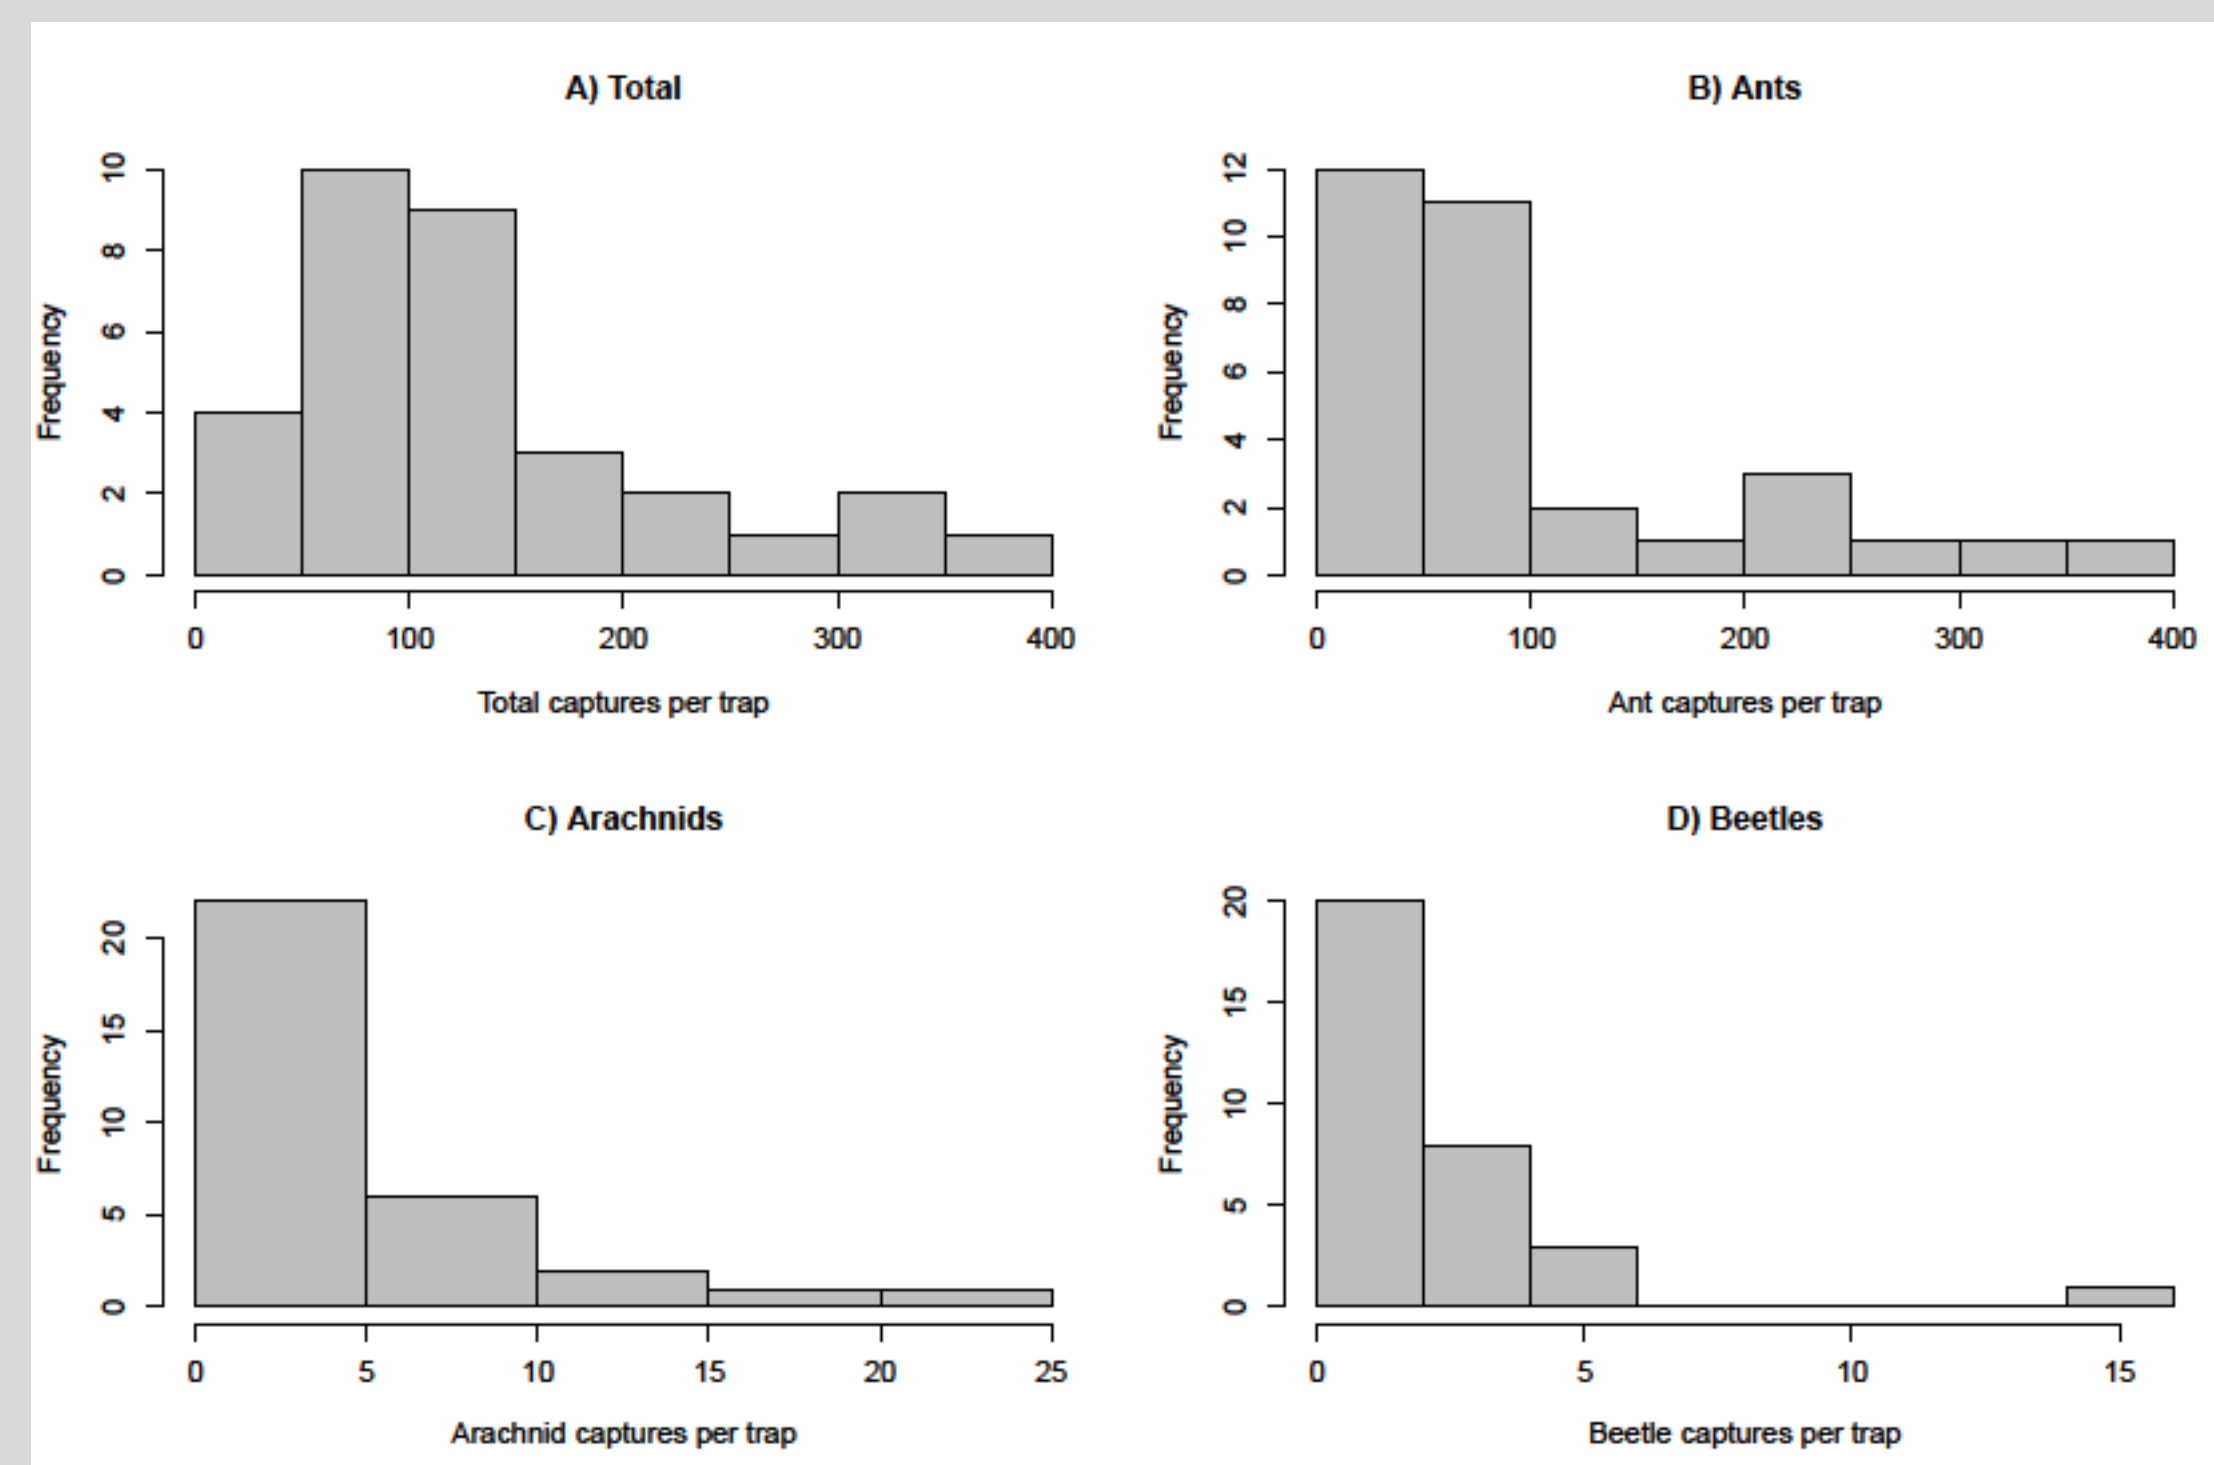 A) Total
Frequency
10
8
6
4
2
0
0 100 200 300 400
Total captures per trap
B) Ants
Frequency
12
10
8
6
4
2
0
0 100 200 300 400
Ant captures per trap
C) Arachnids
Frequency
20
15
10
5
0
0 5 10 15 20 25
Arachnid captures per trap
D) Beetles
Frequency
20
15
10
5
0
0 5 10 15
Beetle captures per trap